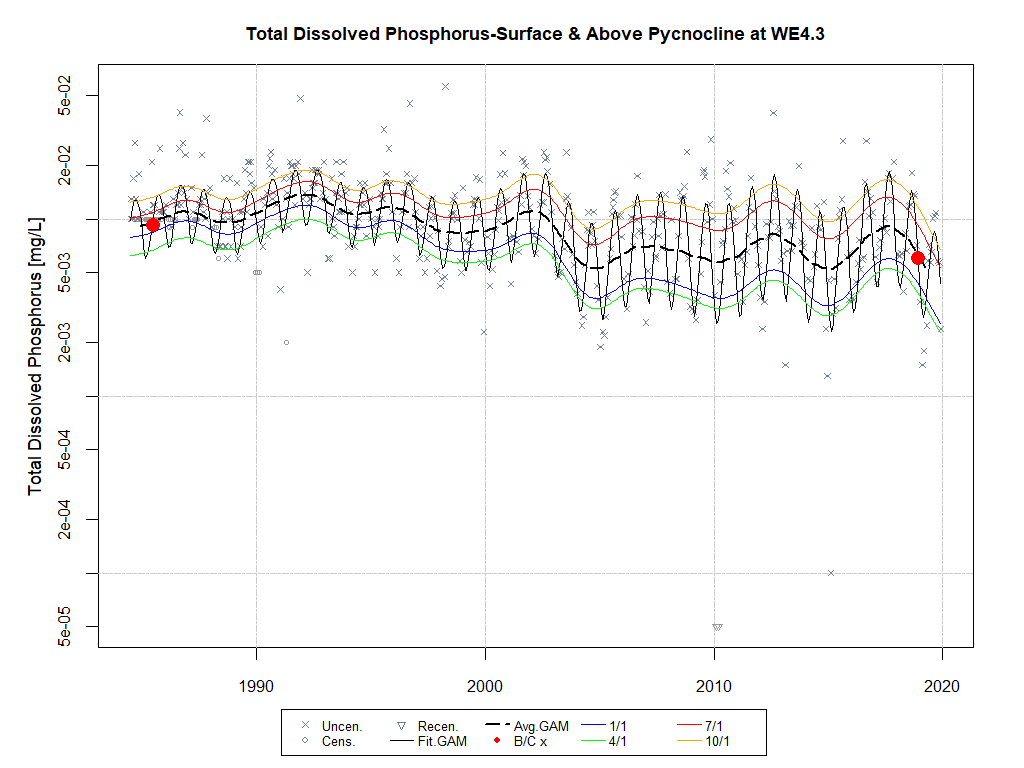 Total Dissolved Phosphorus-Surface & Above Pycnocline at WE4.3
Total Dissolved Phosphorus [mg/L]
5e-02
2e-02
5e-03
2e-03
5e-04
2e-04
5e-05
1990 2000 2010 2020
Uncen. Recen. Avg.GAM 1/1 7/1
Cens. Fit.GAM B/C x 4/1 10/1